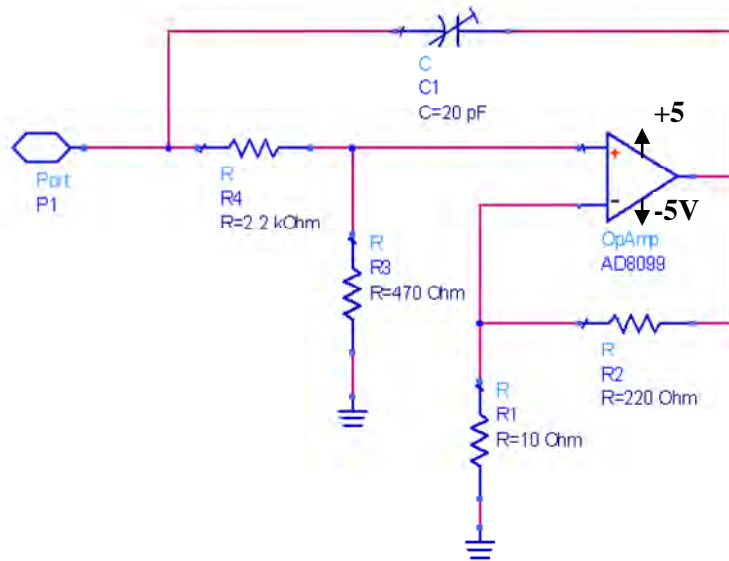 C
C1
C=20 pF
+5
+
-
-5V
Port
P1
R
R4
R=2.2 kOhm
R
R3
R=470 Ohm
OpAmp
AD8099
R
R2
R=220 Ohm
R
R1
R=10 Ohm